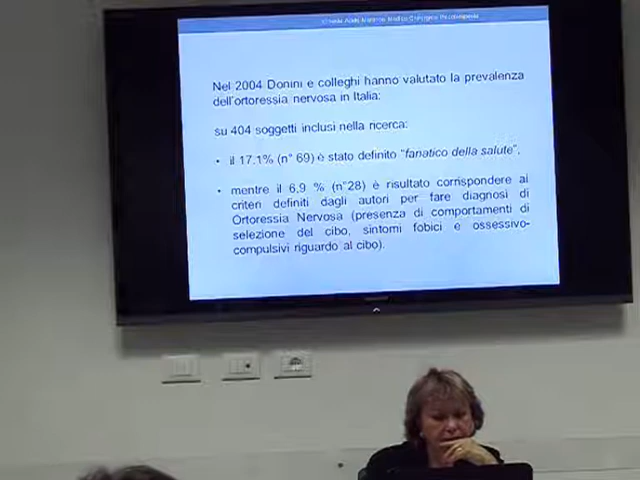 Nel 2004 Donini e colleghi hanno valutato la prevalenza
dell'ortoressia nervosa in Italia:
su 404 soggetti inclusi nella ricerca:
• il 17.1% (n° 69) è stato definito "fanatico della salute",
• mentre il 6,9 % (n°28) è risultato corrispondere ai
criteri definiti dagli autori per fare diagnosi di
Ortoressia Nervosa (presenza di comportamenti di
selezione del cibo, sintomi fobici e ossessivo-
compulsivi riguardo al cibo).